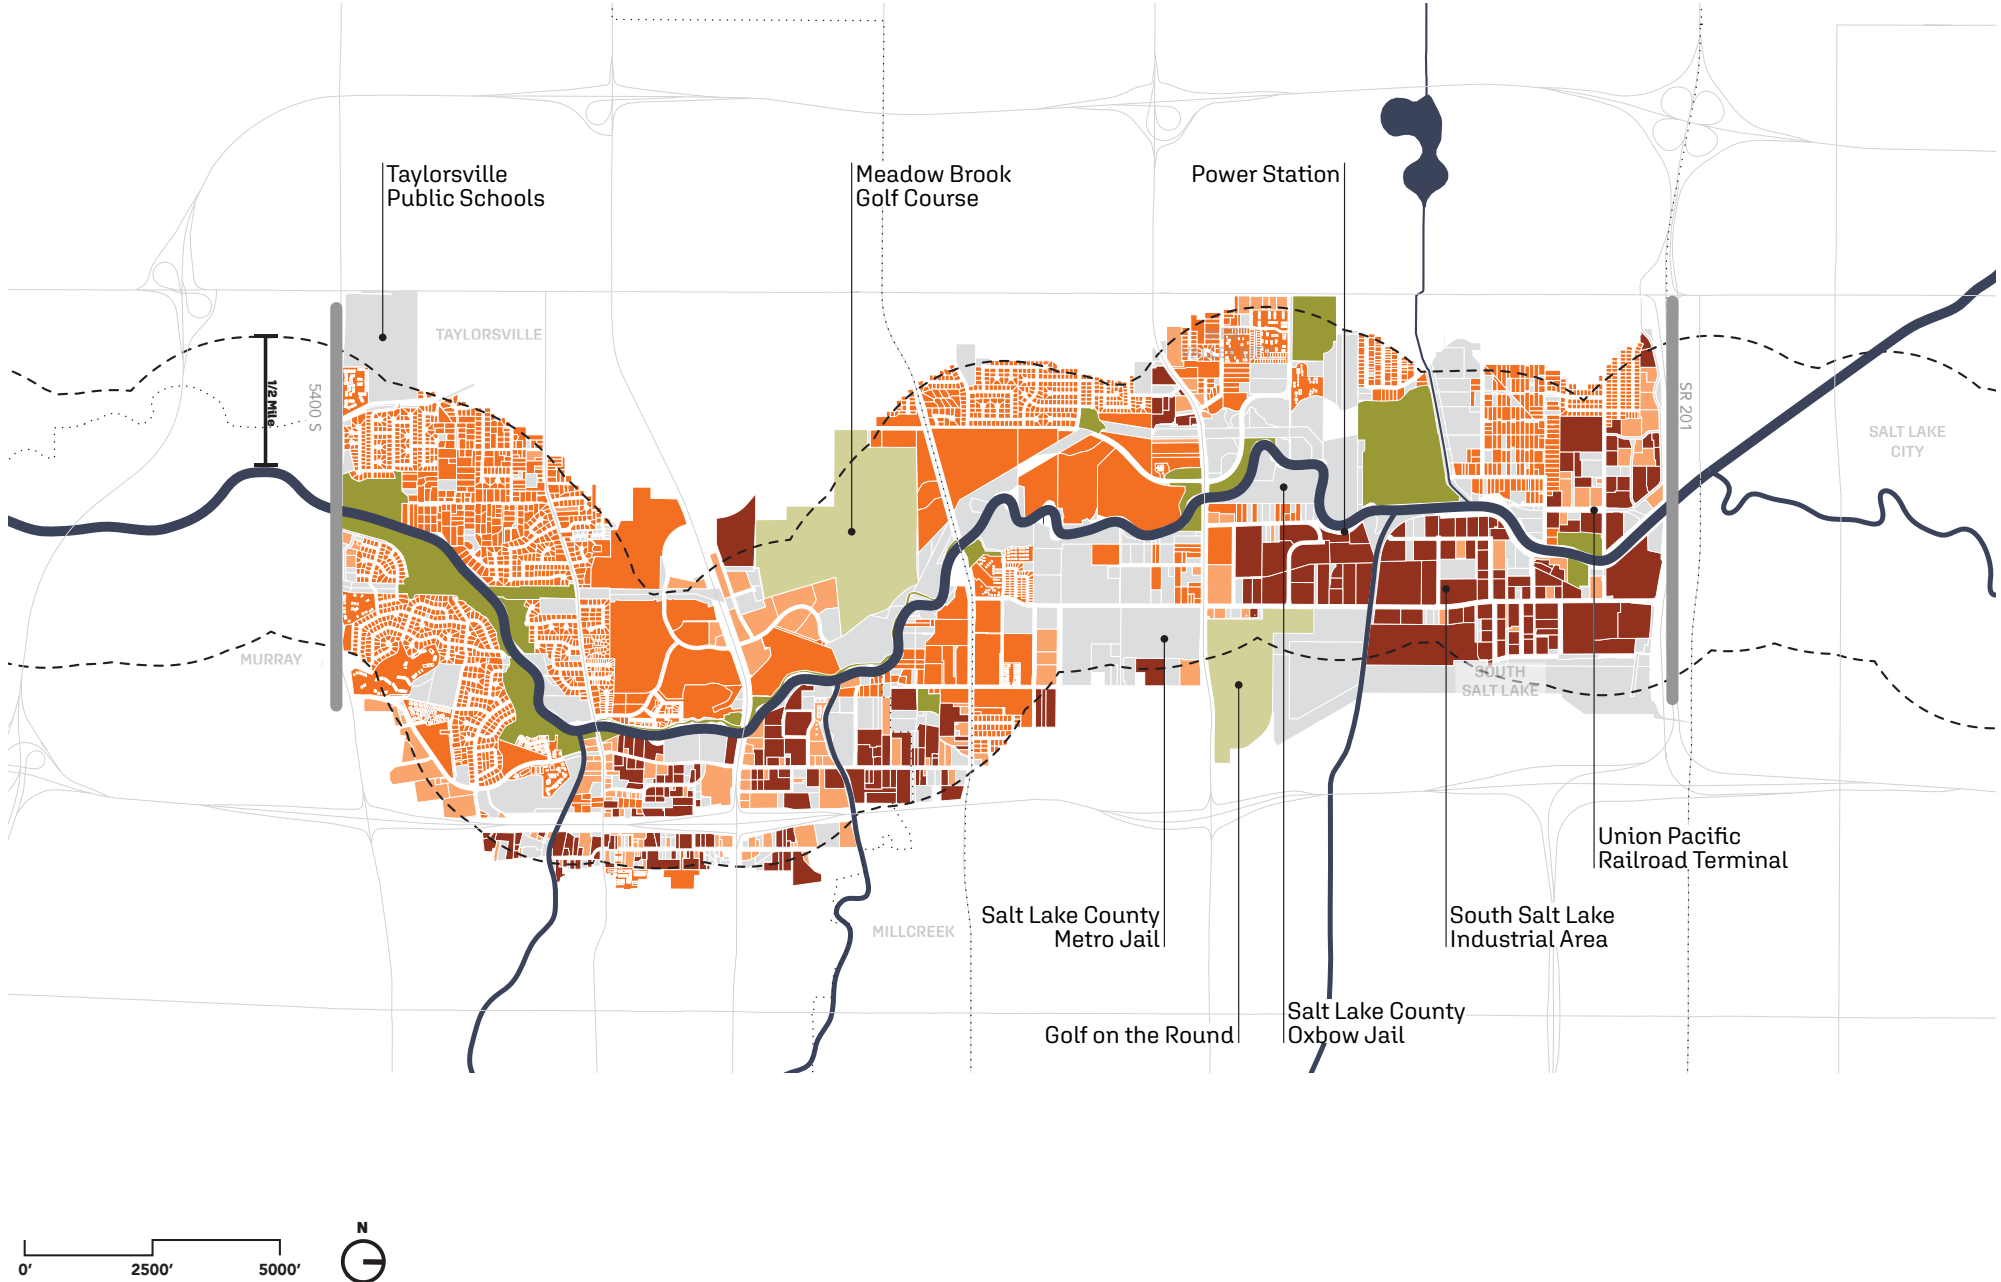 Taylorsville
Public Schools
Meadow Brook
Golf Course
Power Station
TAYLORSVILLE
1/2 Mile
5400 S
SR 201
SALT LAKE
CITY
MURRAY
SOUTH
SALT LAKE
Union Pacific
Railroad Terminal
Salt Lake County
Metro Jail
South Salt Lake
Industrial Area
MILLCREEK
Golf on the Round
Salt Lake County
Oxbow Jail
N
0' 2500' 5000'